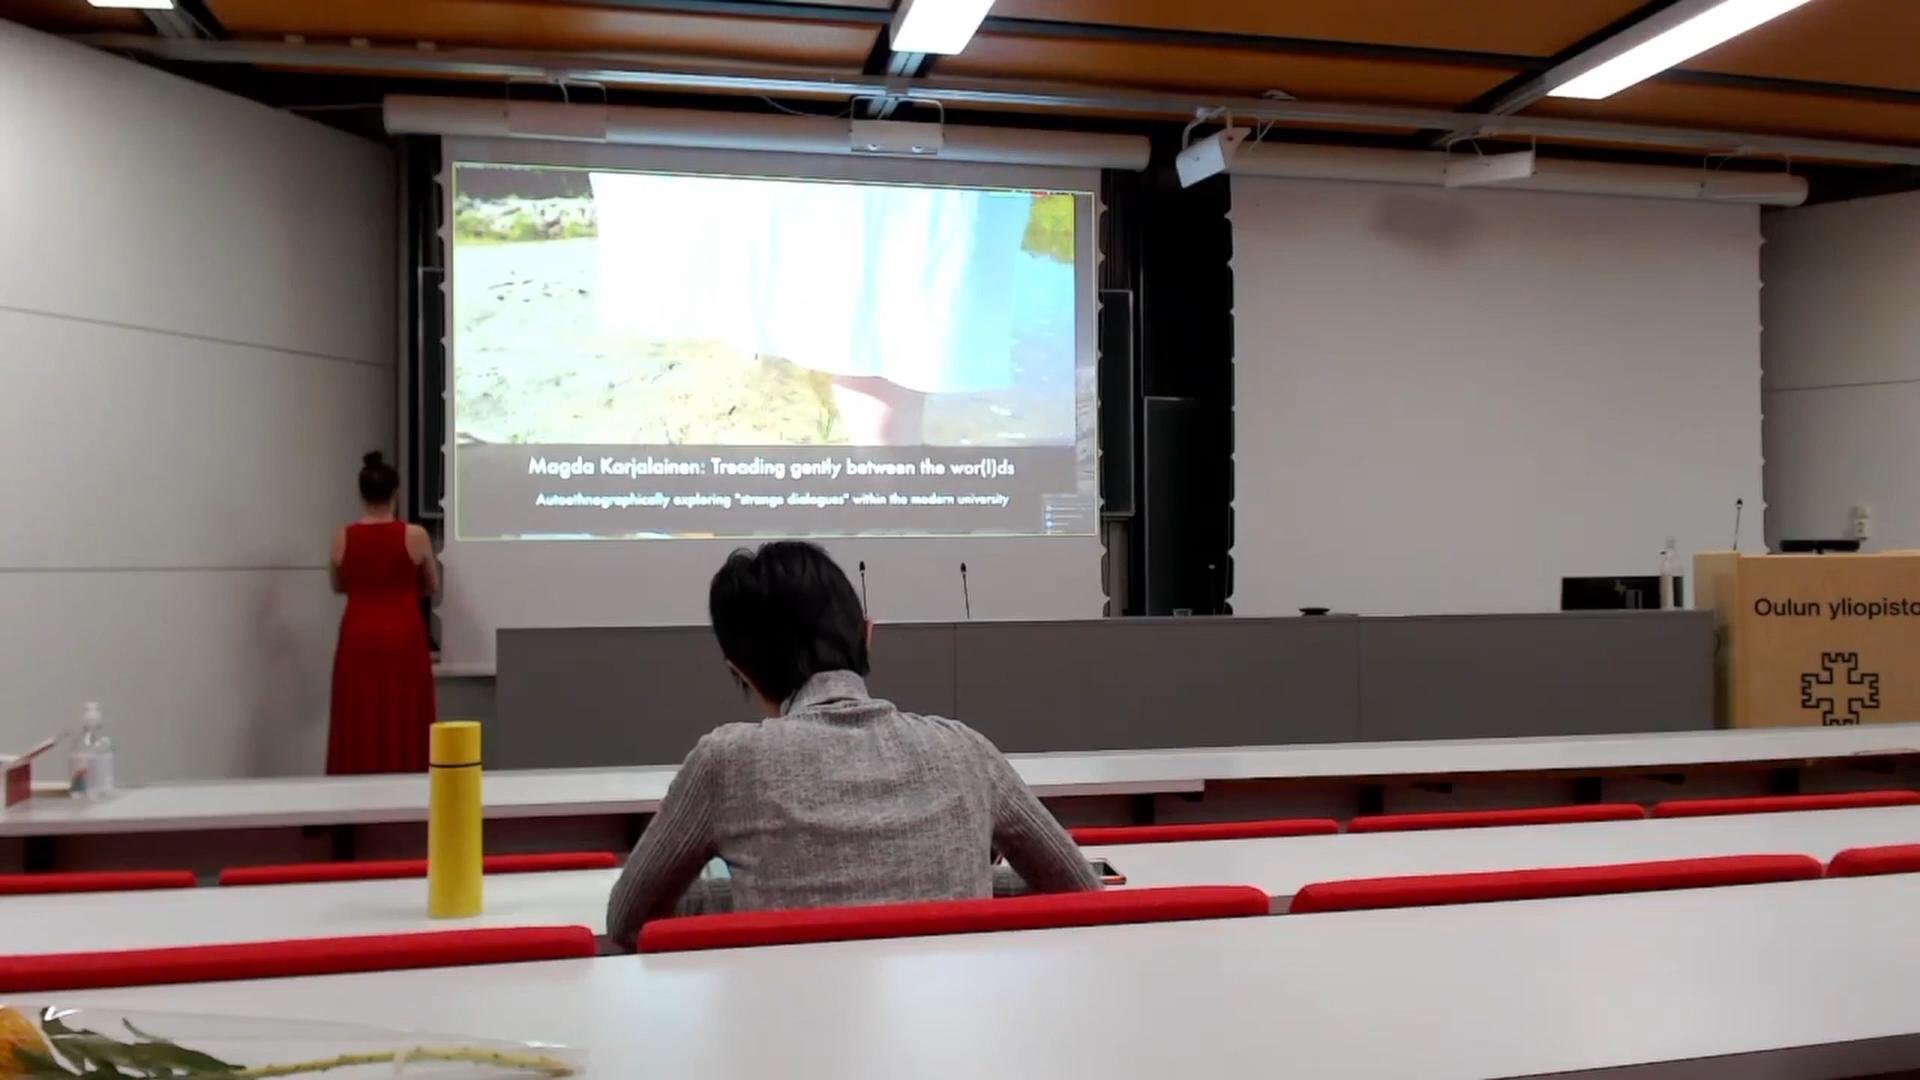 Magda Karjalainen: Treading gently between the wor(l)ds
Autoethnographically exploring "strange dialogues" within the modern university
Oulun yliopisto